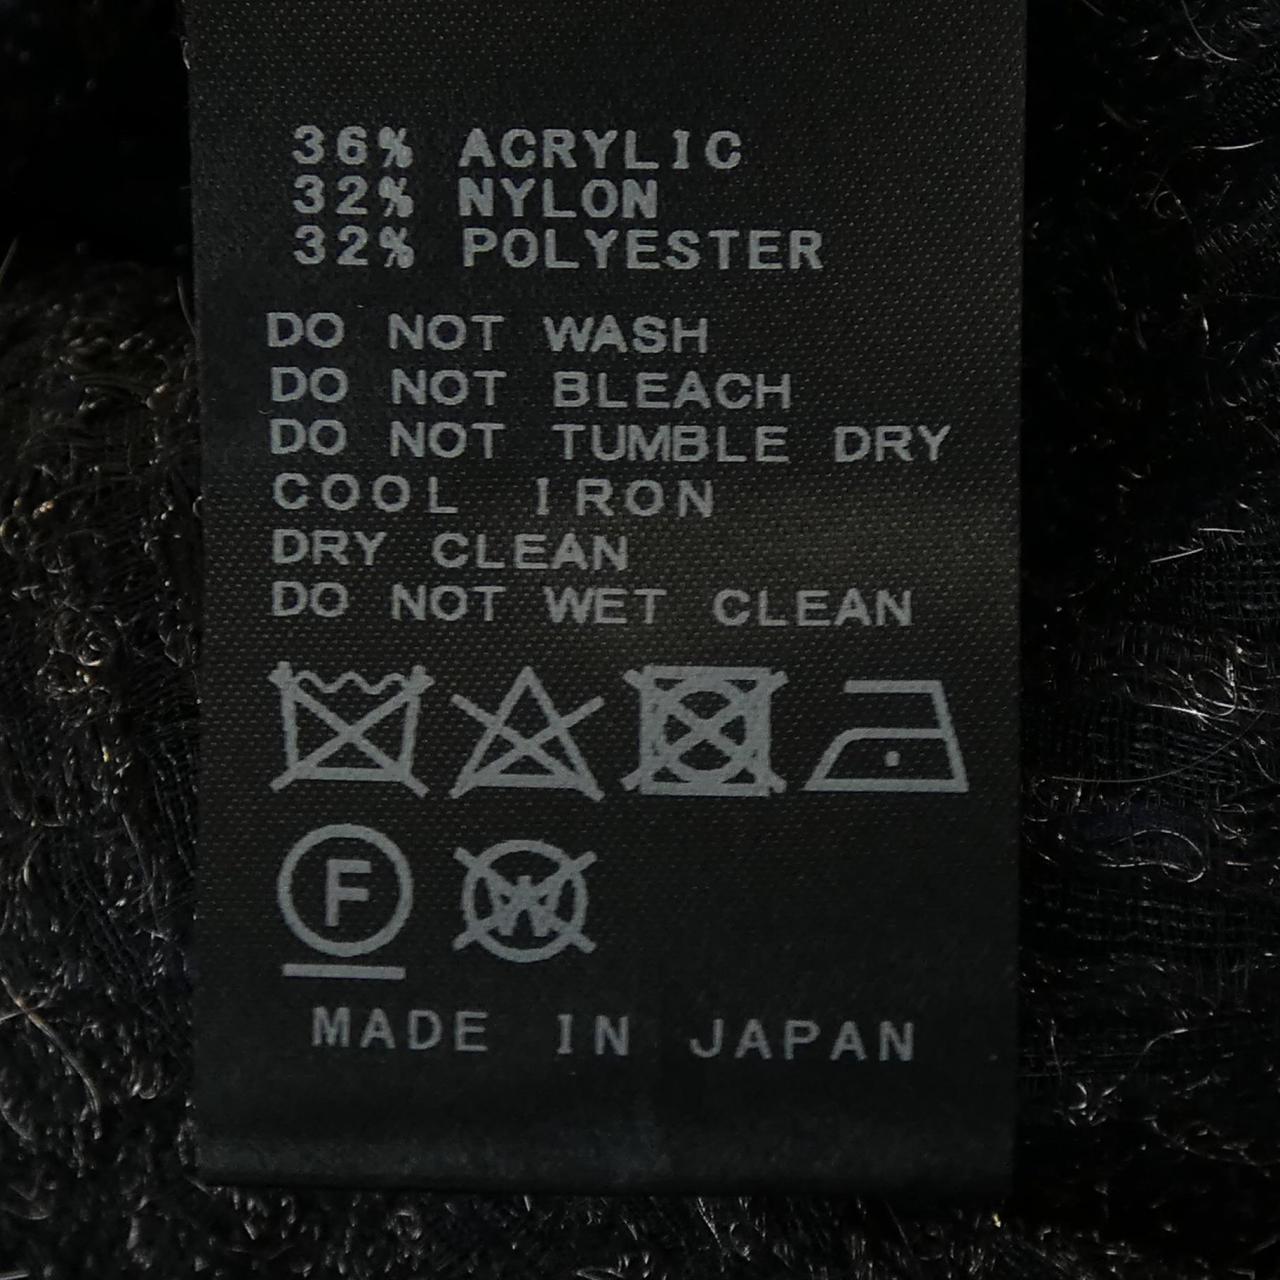 36% ACRYLIC
32% NYLON
32% POLYESTER
DO NOT WASH
DO NOT BLEACH
DO NOT TUMBLE DRY
COOL IRON
DRY CLEAN
DO NOT WET CLEAN
F W
MADE IN JAPAN